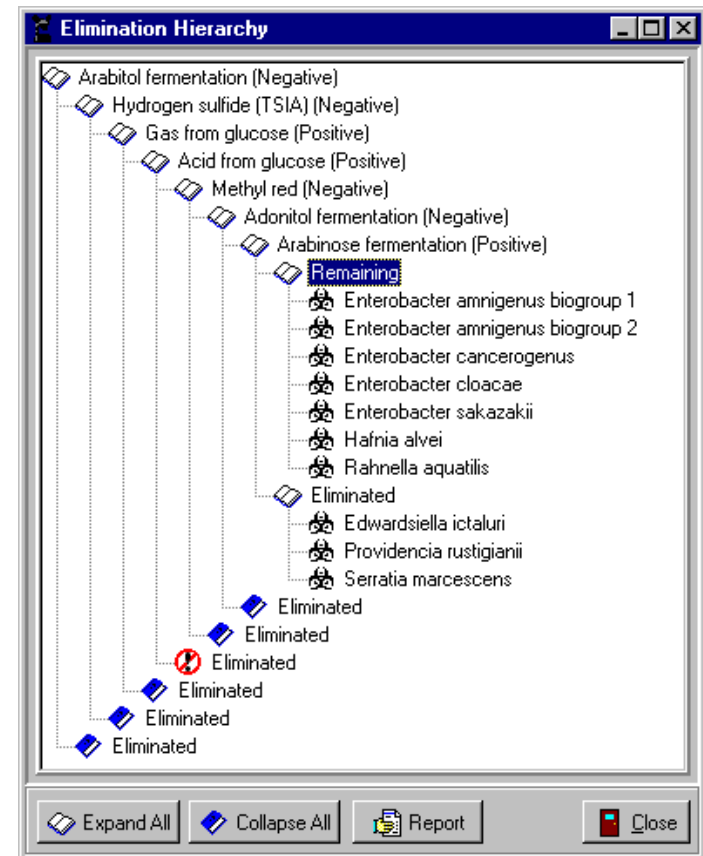 Elimination Hierarchy
Arabitol fermentation (Negative)
Hydrogen sulfide (TSIA) (Negative)
Gas from glucose (Positive)
Acid from glucose (Positive)
Methyl red (Negative)
Adonitol fermentation (Negative)
Arabinose fermentation (Positive)
Remaining
Enterobacter amnigenus biogroup 1
Enterobacter amnigenus biogroup 2
Enterobacter cancerogenus
Enterobacter cloacae
Enterobacter sakazakii
Hafnia alvei
Rahnella aquatilis
Eliminated
Edwardsiella ictaluri
Providencia rustigianii
Serratia marcescens
Eliminated
Eliminated
Eliminated
Eliminated
Eliminated
Eliminated
Expand All Collapse All Report Close